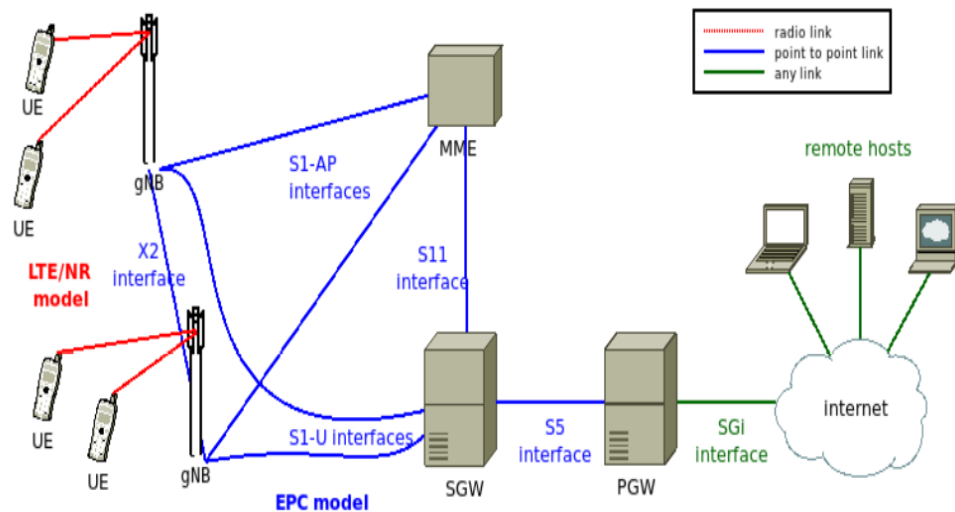 radio link
point to point link
any link
UE
UE
gNB
MME
S1-AP
interfaces
remote hosts
X2
interface
LTE/NR
model
S11
interface
UE
UE
gNB
S1-U interfaces
EPC model
SGW
S5
interface
PGW
SGi
interface
internet